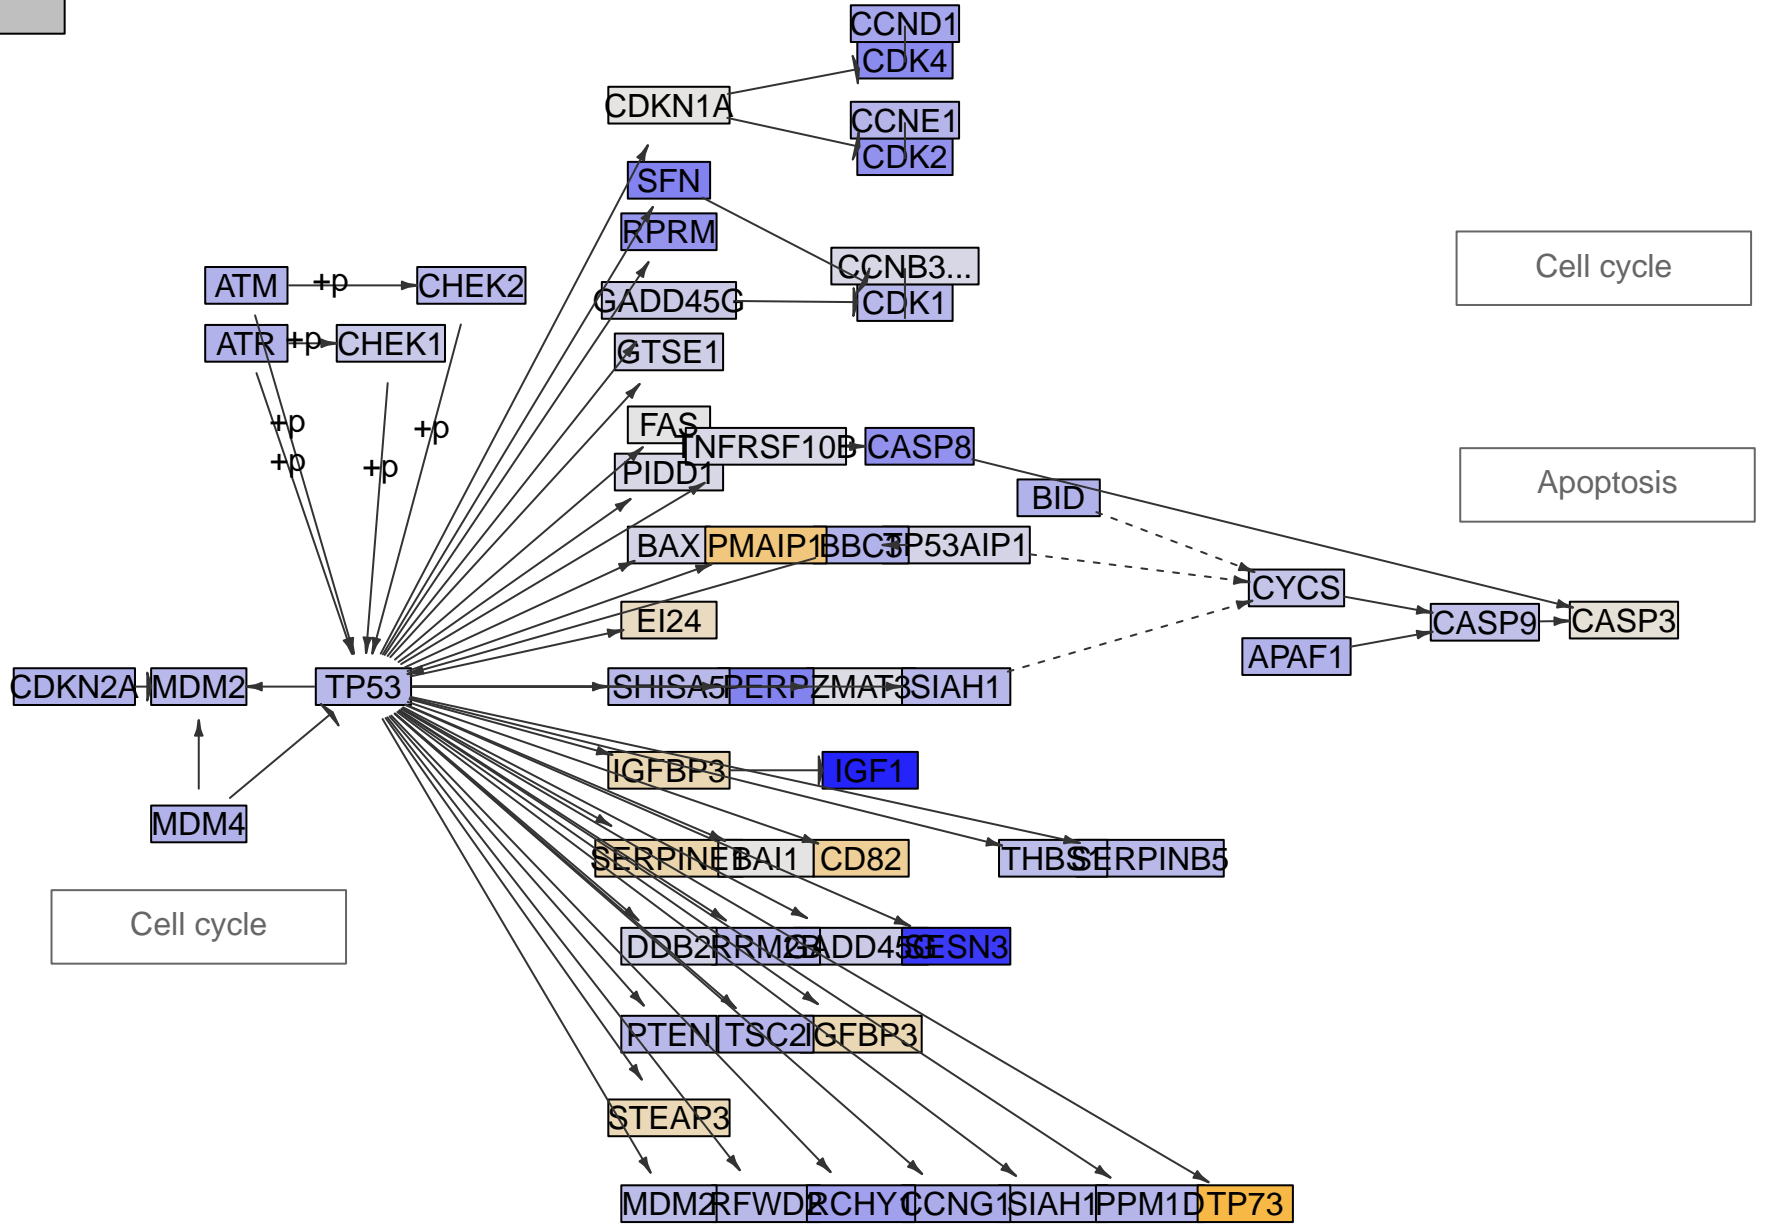 CCND1
CDK4
CDKN1A
CCNE1
CDK2
SFN
RPRM
CCNB3...
Cell cycle
ATM
+p
CHEK2
GADD45G
CDK1
ATR
+p
CHEK1
GTSE1
+p
+p
FAS
TNFRSF10B
CASP8
+p
+p
PIDD1
Apoptosis
BID
BAX
PMAIP1
BBC3
TP53AIP1
CYCS
EI24
CASP9
CASP3
APAF1
CDKN2A
MDM2
TP53
SHISA5
PERP
ZMAT3
SIAH1
IGFBP3
IGF1
MDM4
SERPINE1
BAI1
CD82
THBS1
SERPINB5
Cell cycle
DDB2
RRM2B
GADD45G
SESN3
PTEN
TSC2
IGFBP3
STEAP3
MDM2
RFWD2
RCHY1
CCNG1
SIAH1
PPM1D
TP73